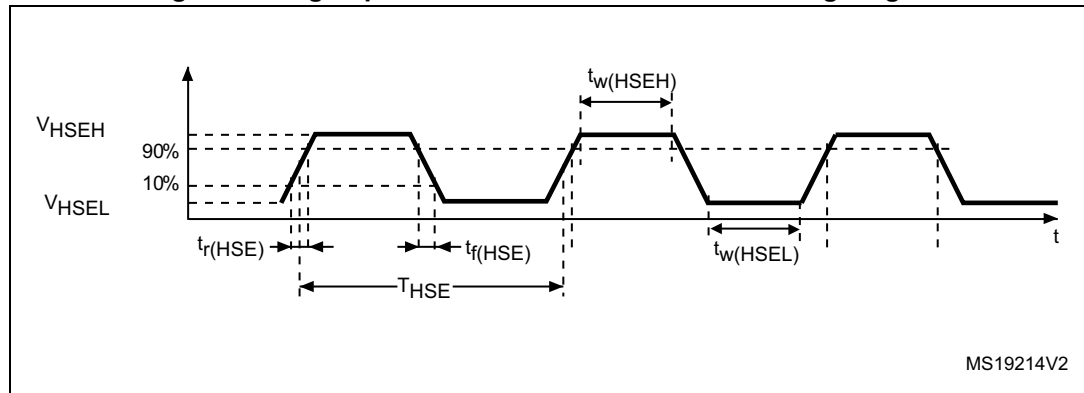 tw(HSEH)
VHSEH
90%
10%
VHSEL
t
tr(HSE)
tf(HSE)
tw(HSEL)
THSE
MS19214V2